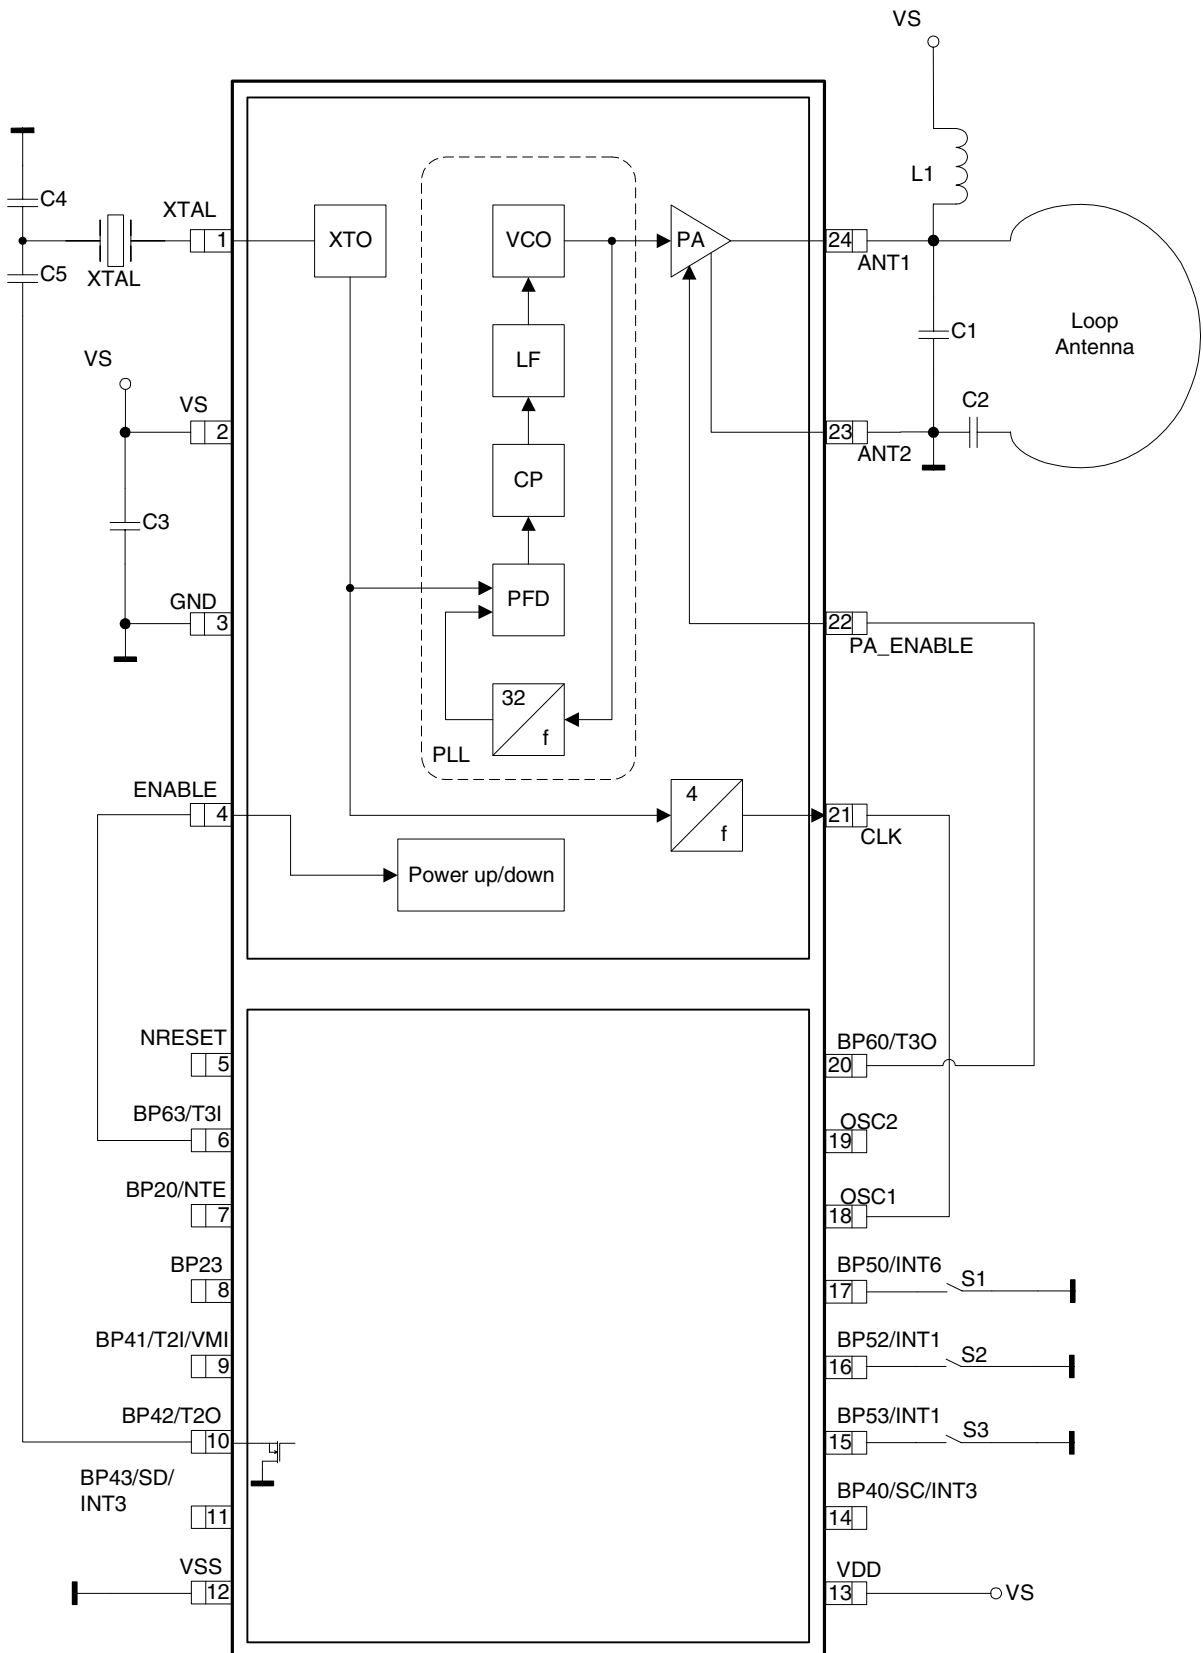 VS
L1
C4
XTAL
1
XTO
VCO
PA
24
ANT1
C5
XTAL
C1
Loop
Antenna
VS
LF
VS
2
C2
23
ANT2
CP
C3
GND
3
PFD
22
PA_ENABLE
32
f
PLL
ENABLE
4
4
f
21
CLK
Power up/down
NRESET
5
BP60/T3O
20
BP63/T3I
6
OSC2
19
BP20/NTE
7
OSC1
18
BP23
8
BP50/INT6
17
S1
BP41/T2I/VMI
9
BP52/INT1
16
S2
BP42/T2O
10
BP53/INT1
15
S3
BP43/SD/
INT3
11
BP40/SC/INT3
14
VSS
12
VDD
13
VS